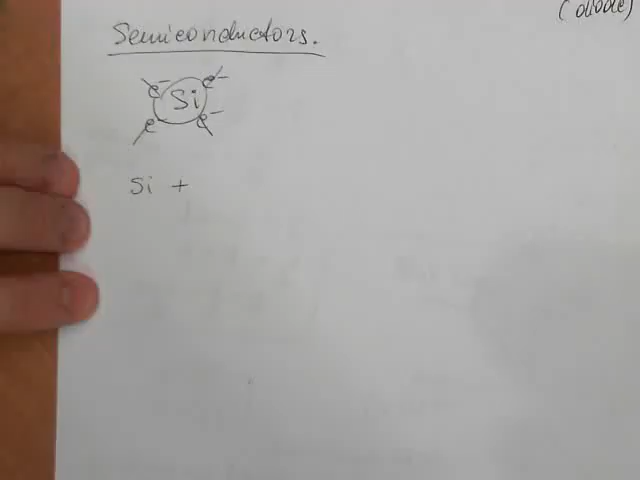 (diode)
Semiconductors.
e⁻ Si e⁻
e⁻ e⁻
Si +